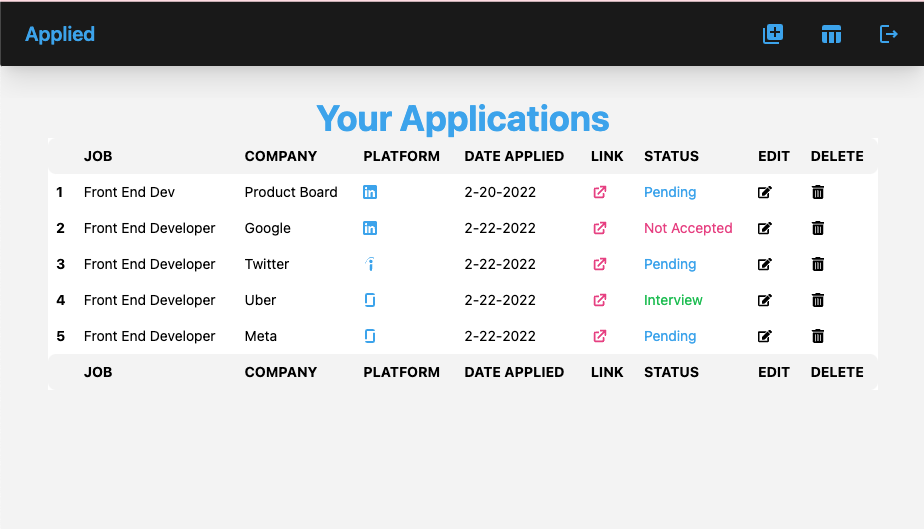 Applied
Your Applications
JOB COMPANY PLATFORM DATE APPLIED LINK STATUS EDIT DELETE
1 Front End Dev Product Board in 2-20-2022 Pending
2 Front End Developer Google in 2-22-2022 Not Accepted
3 Front End Developer Twitter 2-22-2022 Pending
4 Front End Developer Uber 2-22-2022 Interview
5 Front End Developer Meta 2-22-2022 Pending
JOB COMPANY PLATFORM DATE APPLIED LINK STATUS EDIT DELETE